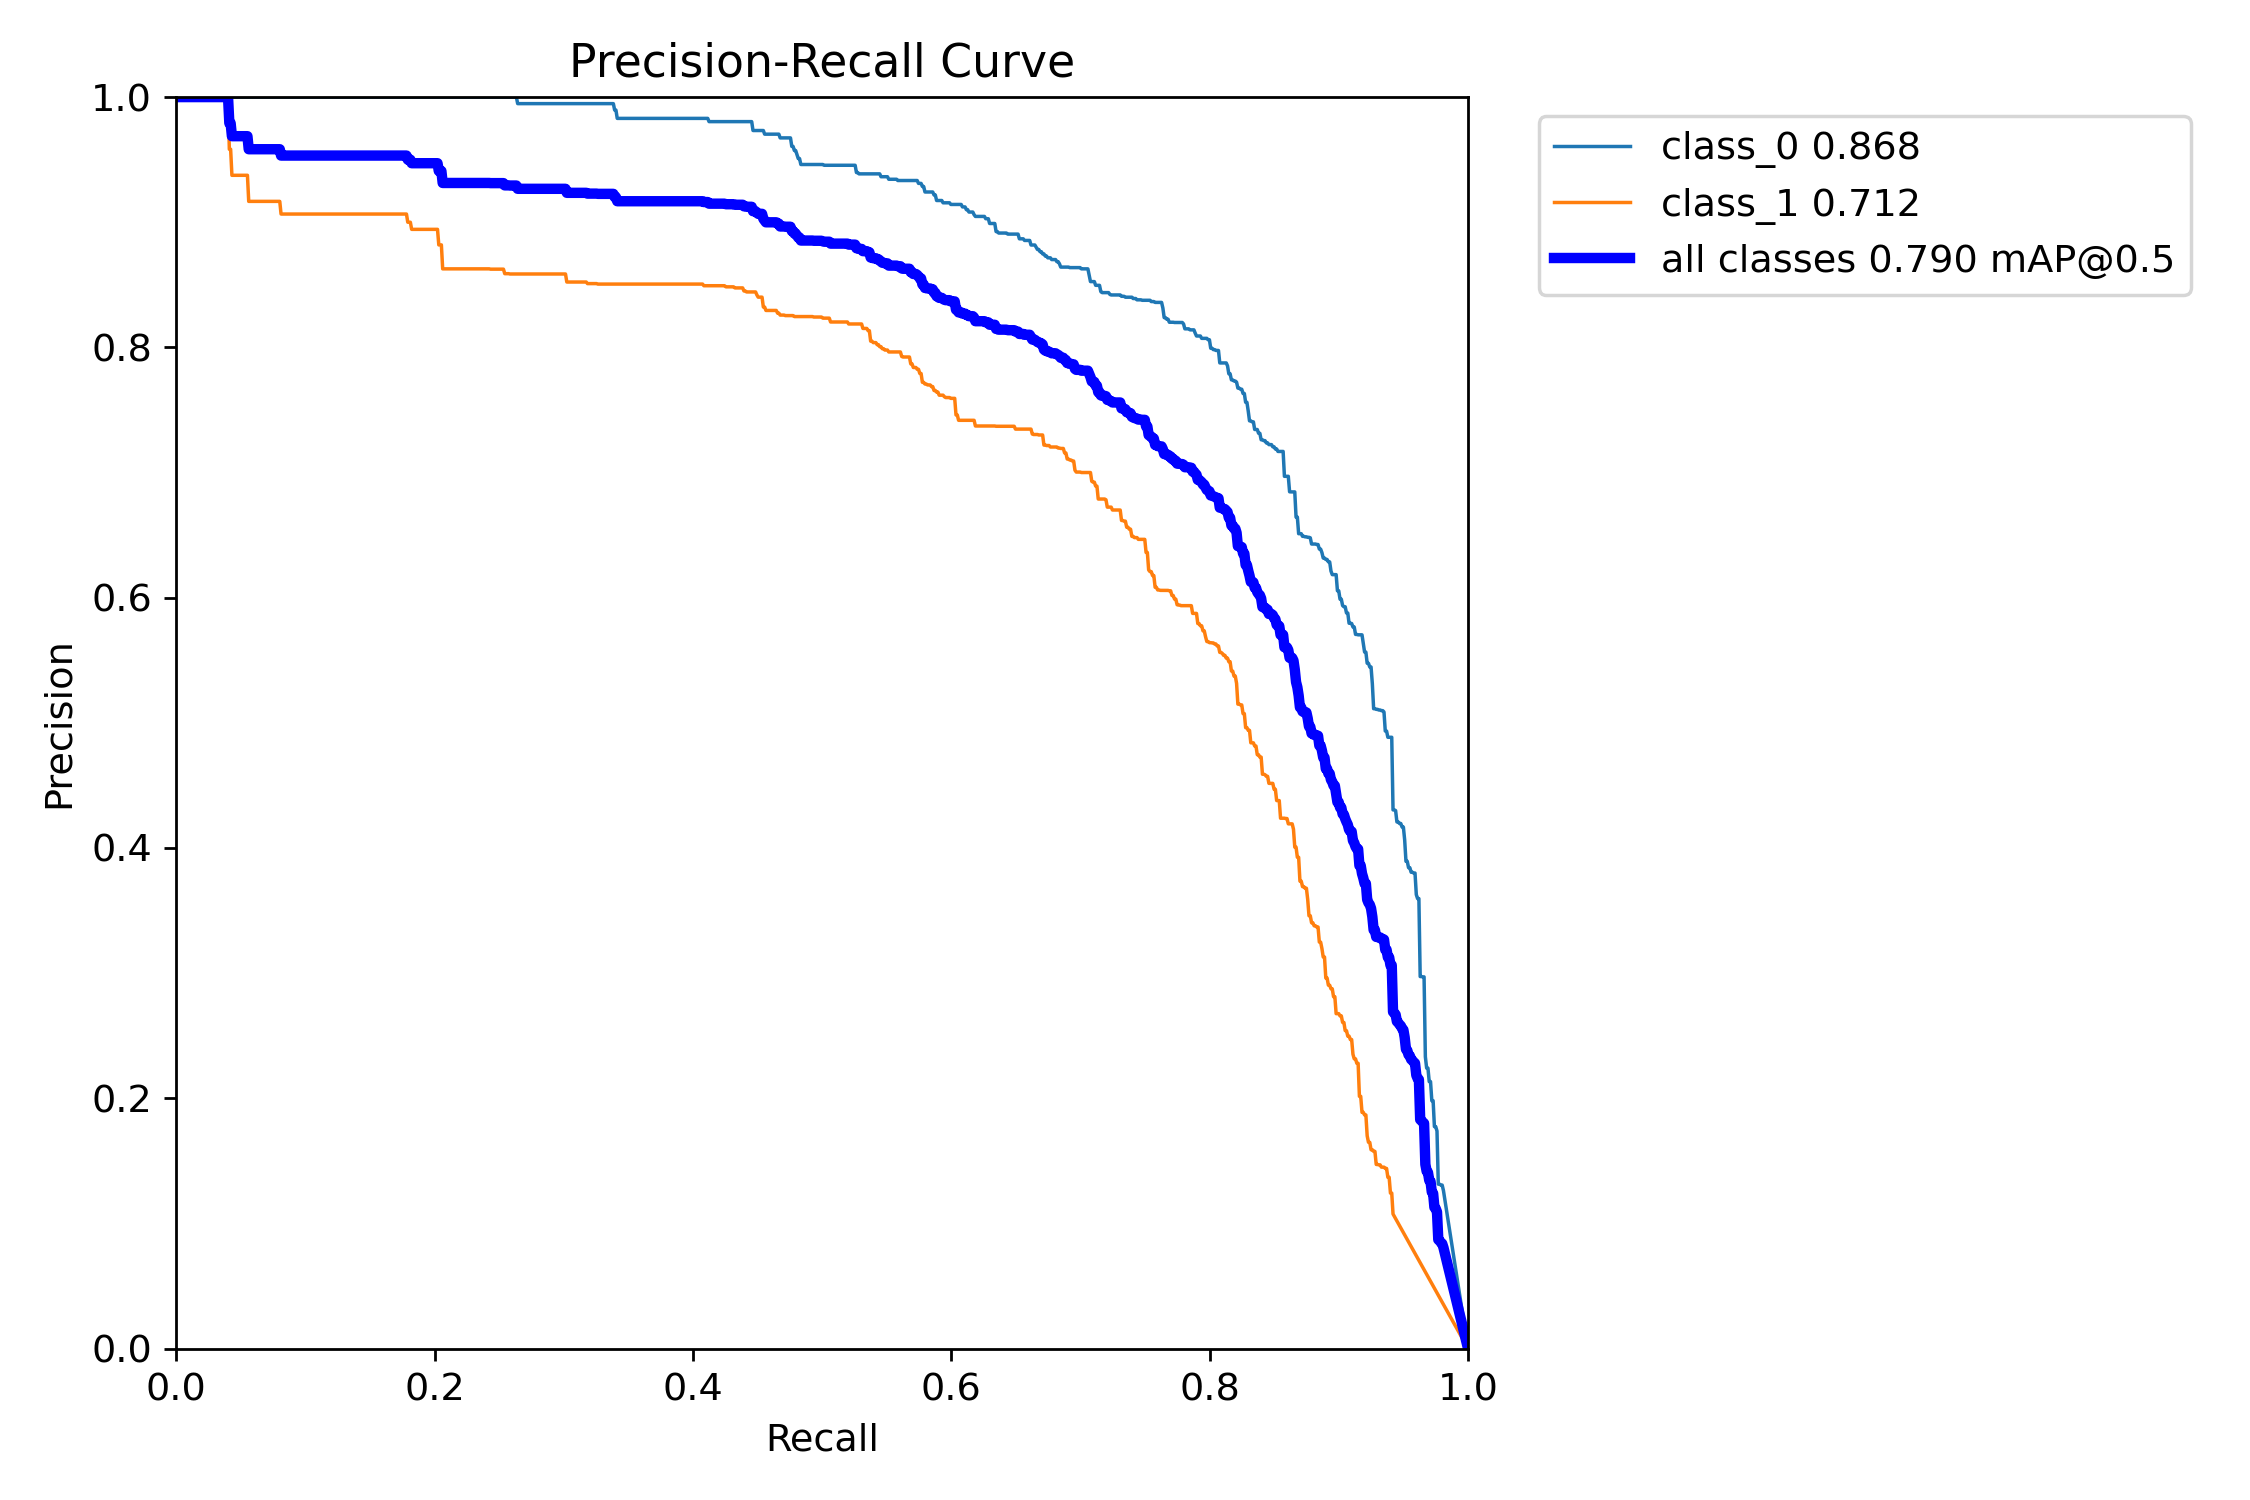 Precision-Recall Curve
1.0
0.8
0.6
0.4
0.2
0.0
Precision
0.0 0.2 0.4 0.6 0.8 1.0
Recall
class_0 0.868
class_1 0.712
all classes 0.790 mAP@0.5